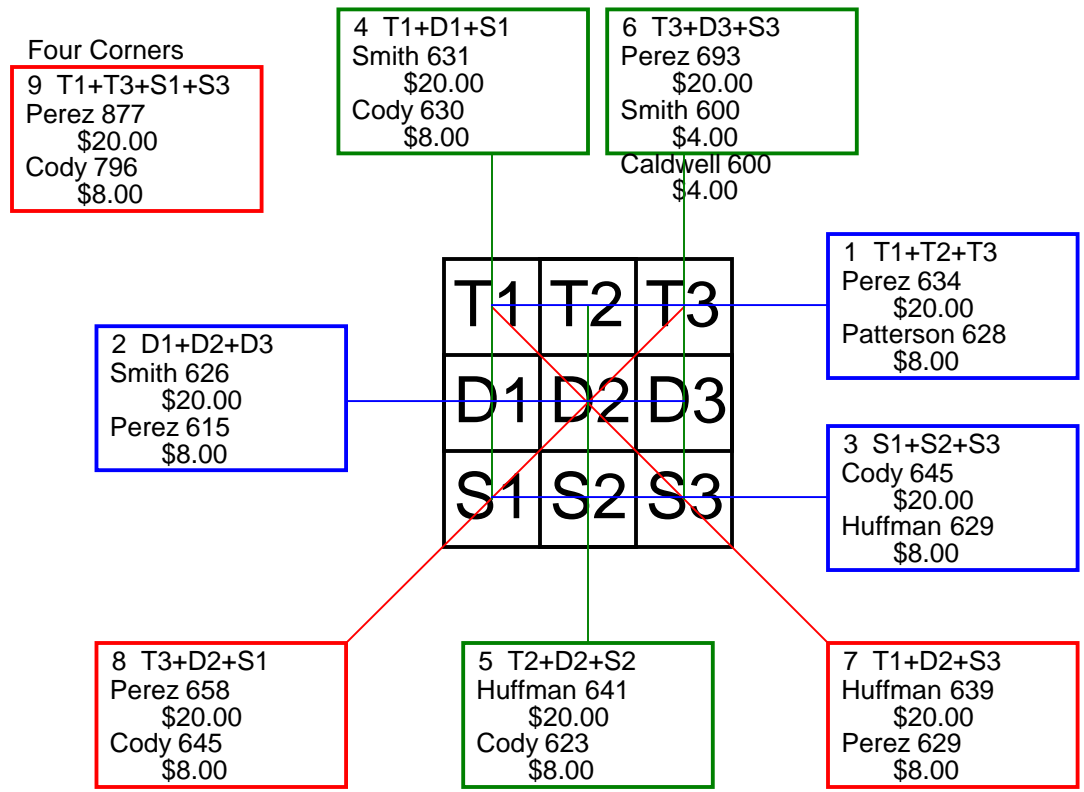 Four Corners
9 T1+T3+S1+S3
Perez 877
$20.00
Cody 796
$8.00
4 T1+D1+S1
Smith 631
$20.00
Cody 630
$8.00
6 T3+D3+S3
Perez 693
$20.00
Smith 600
$4.00
Caldwell 600
$4.00
1 T1+T2+T3
Perez 634
$20.00
Patterson 628
$8.00
2 D1+D2+D3
Smith 626
$20.00
Perez 615
$8.00
T1 T2 T3
D1 D2 D3
S1 S2 S3
3 S1+S2+S3
Cody 645
$20.00
Huffman 629
$8.00
8 T3+D2+S1
Perez 658
$20.00
Cody 645
$8.00
5 T2+D2+S2
Huffman 641
$20.00
Cody 623
$8.00
7 T1+D2+S3
Huffman 639
$20.00
Perez 629
$8.00